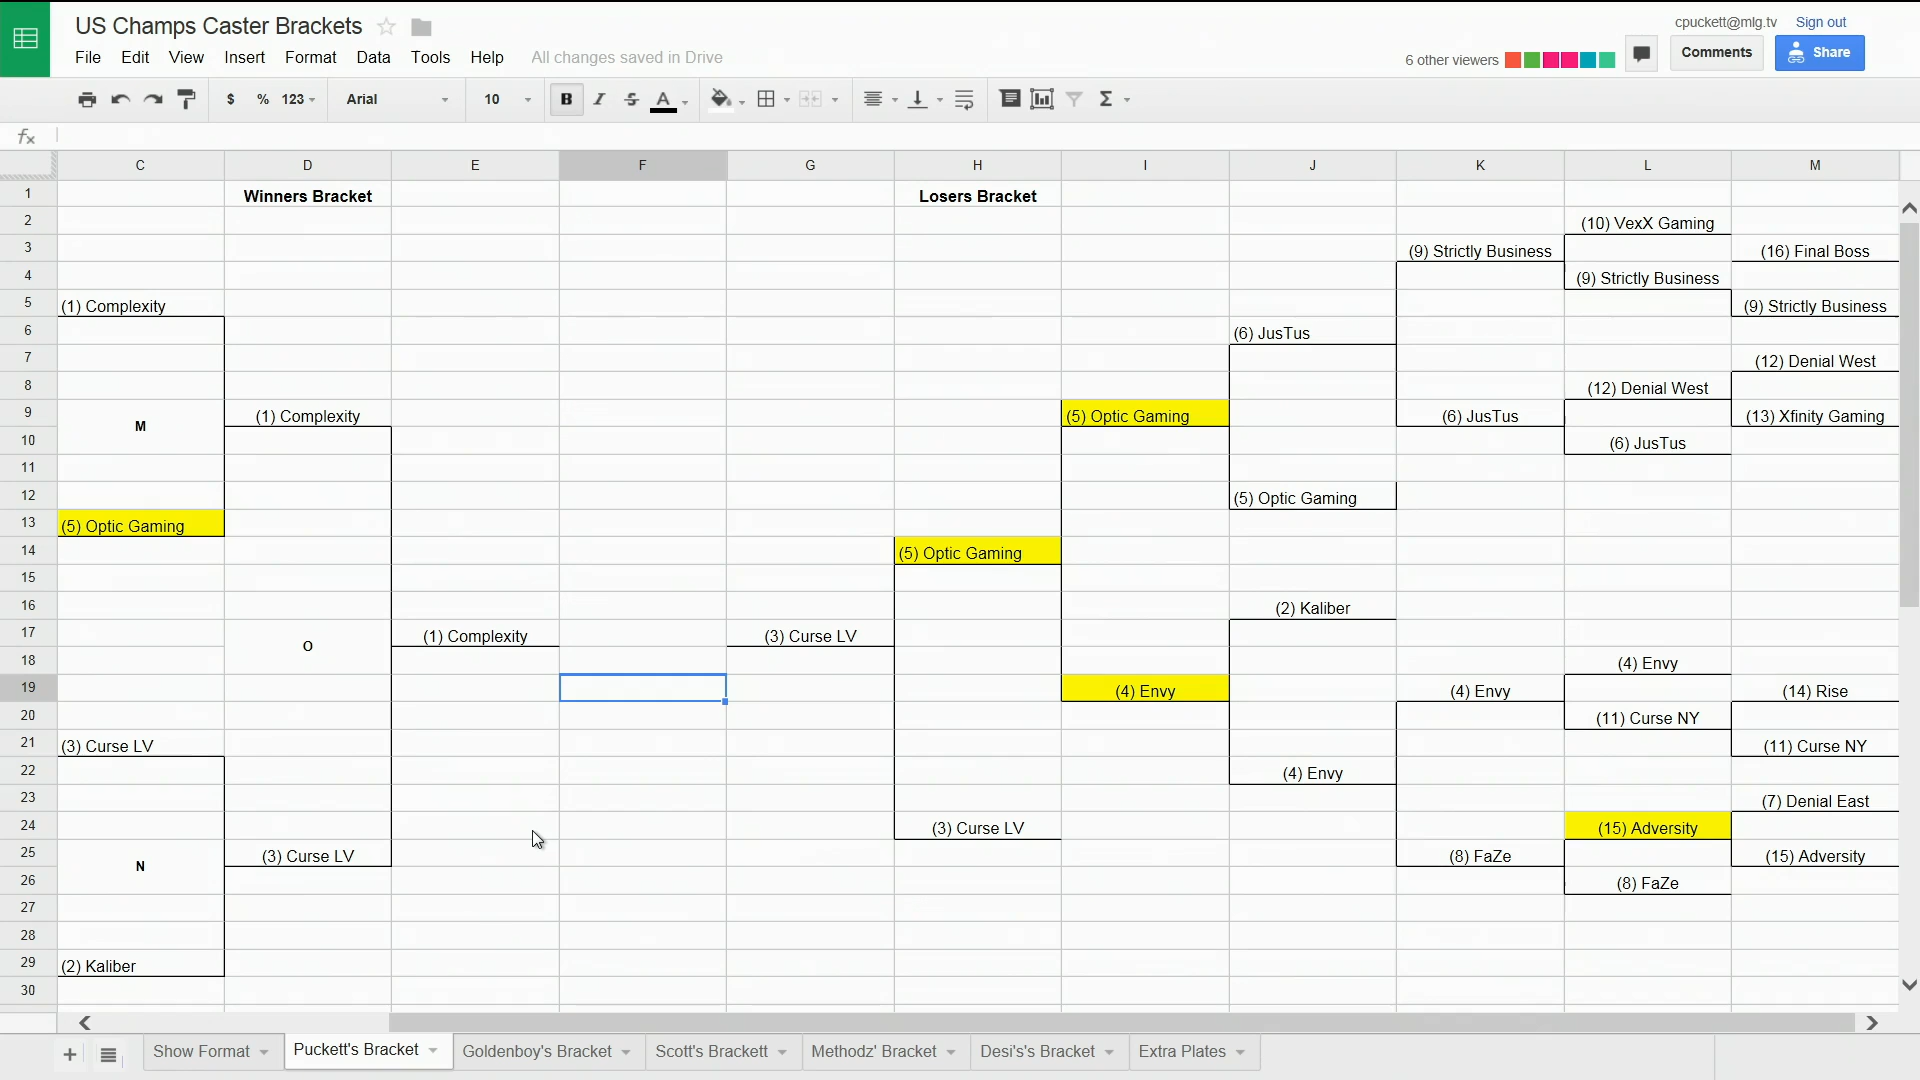 US Champs Caster Brackets
cpuckett@mlg.tv Sign out
File Edit View Insert Format Data Tools Help All changes saved in Drive
6 other viewers Comments Share
$ % 123 Arial 10 B I S A Σ
fx
C D E F G H I J K L M
1 Winners Bracket Losers Bracket
2 (10) VexX Gaming
3 (9) Strictly Business (16) Final Boss
4 (9) Strictly Business
5 (1) Complexity (9) Strictly Business
6 (6) JusTus
7 (12) Denial West
8 (12) Denial West
9 (1) Complexity (5) Optic Gaming (6) JusTus (13) Xfinity Gaming
M
10 (6) JusTus
11
12 (5) Optic Gaming
13 (5) Optic Gaming
14 (5) Optic Gaming
15
16 (2) Kaliber
17 (1) Complexity (3) Curse LV
O
18 (4) Envy
19 (4) Envy (4) Envy (14) Rise
20 (11) Curse NY
21 (3) Curse LV (11) Curse NY
22 (4) Envy
23 (7) Denial East
24 (3) Curse LV (15) Adversity
25 (3) Curse LV (8) FaZe (15) Adversity
N
26 (8) FaZe
27
28
29 (2) Kaliber
30
Show Format Puckett's Bracket Goldenboy's Bracket Scott's Brackett Methodz' Bracket Desi's's Bracket Extra Plates